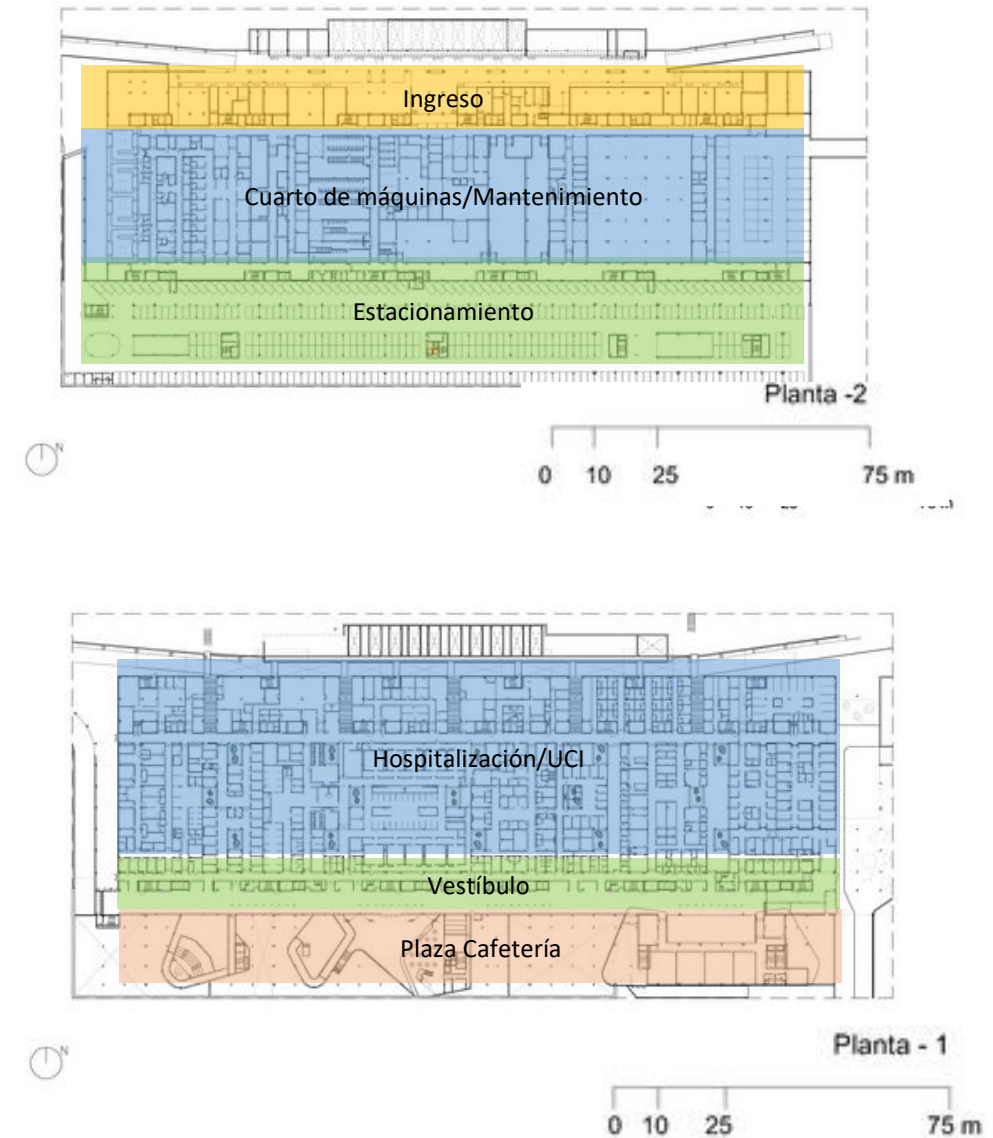 Ingreso
Cuarto de máquinas/Mantenimiento
Estacionamiento
Planta -2
N
0 10 25 75 m
Hospitalización/UCI
Vestíbulo
Plaza Cafetería
Planta - 1
N
0 10 25 75 m